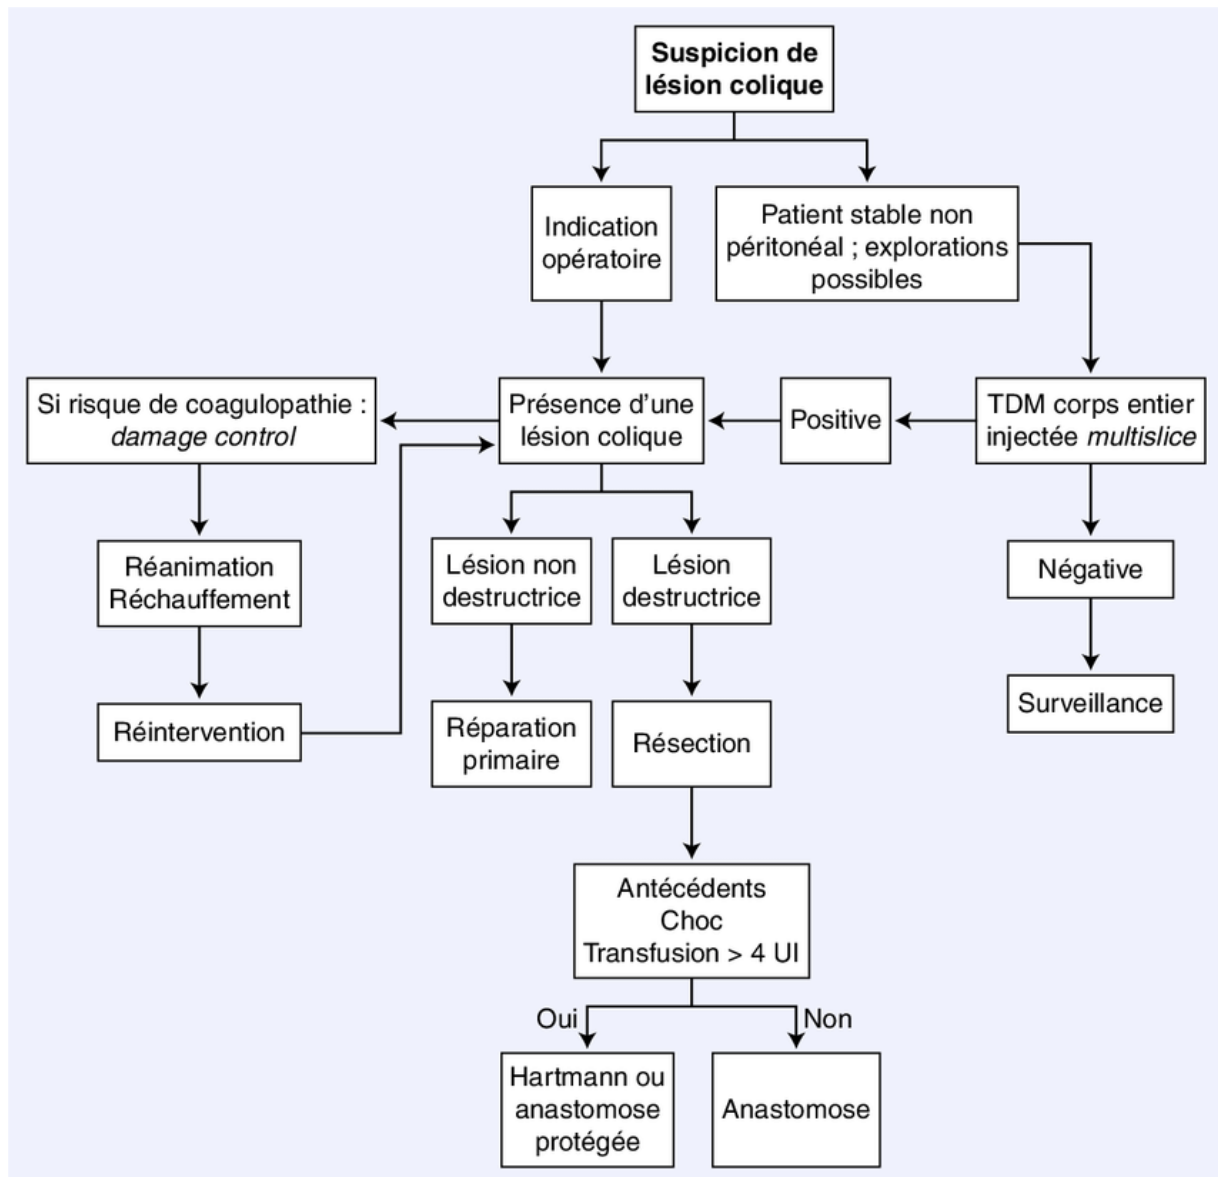 Suspicion de
lésion colique
Indication
opératoire
Patient stable non
péritonéal ; explorations
possibles
Si risque de coagulopathie :
damage control
Présence d’une
lésion colique
Positive
TDM corps entier
injectée multislice
Réanimation
Réchauffement
Lésion non
destructrice
Lésion
destructrice
Négative
Réintervention
Réparation
primaire
Résection
Surveillance
Antécédents
Choc
Transfusion > 4 UI
Oui
Non
Hartmann ou
anastomose
protégée
Anastomose